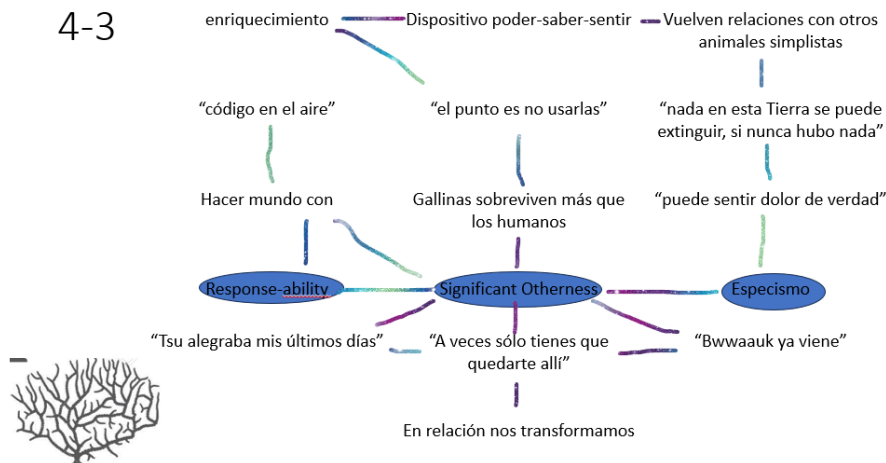 4-3
enriquecimiento
Dispositivo poder-saber-sentir
Vuelven relaciones con otros
animales simplistas
“código en el aire”
“el punto es no usarlas”
“nada en esta Tierra se puede
extinguir, si nunca hubo nada”
Hacer mundo con
Gallinas sobreviven más que
los humanos
“puede sentir dolor de verdad”
Response-ability
Significant Otherness
Especismo
“Tsu alegraba mis últimos días”
“A veces sólo tienes que
quedarte allí”
“Bwwaauk ya viene”
En relación nos transformamos